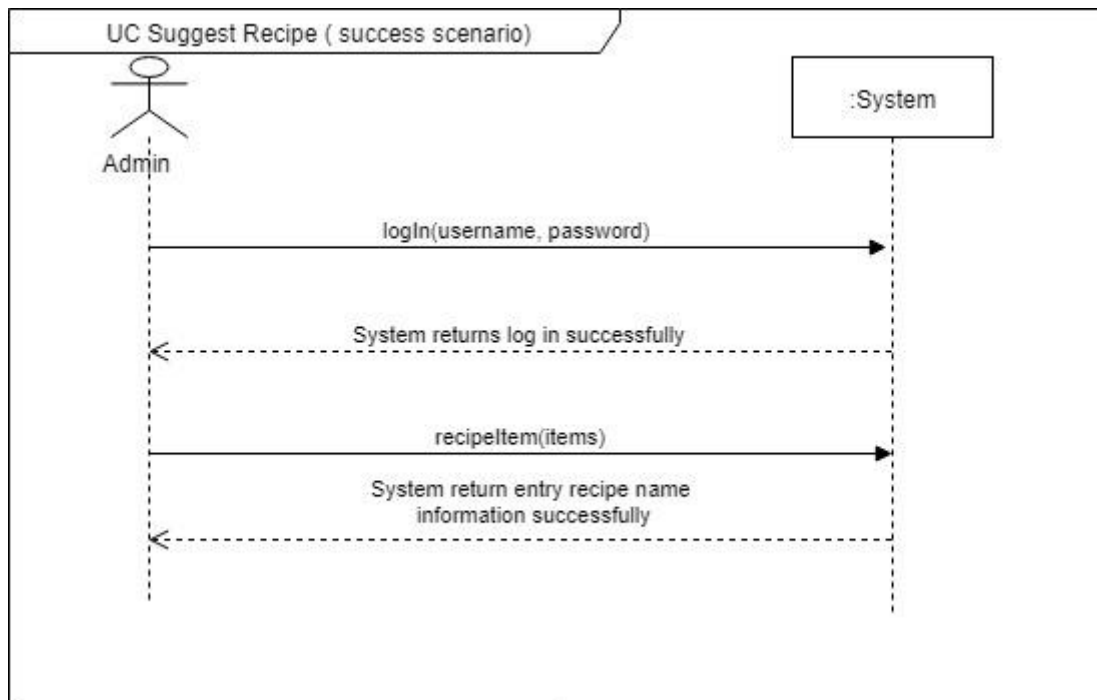 UC Suggest Recipe ( success scenario)
:System
Admin
logIn(username, password)
System returns log in successfully
recipeItem(items)
System return entry recipe name
information successfully